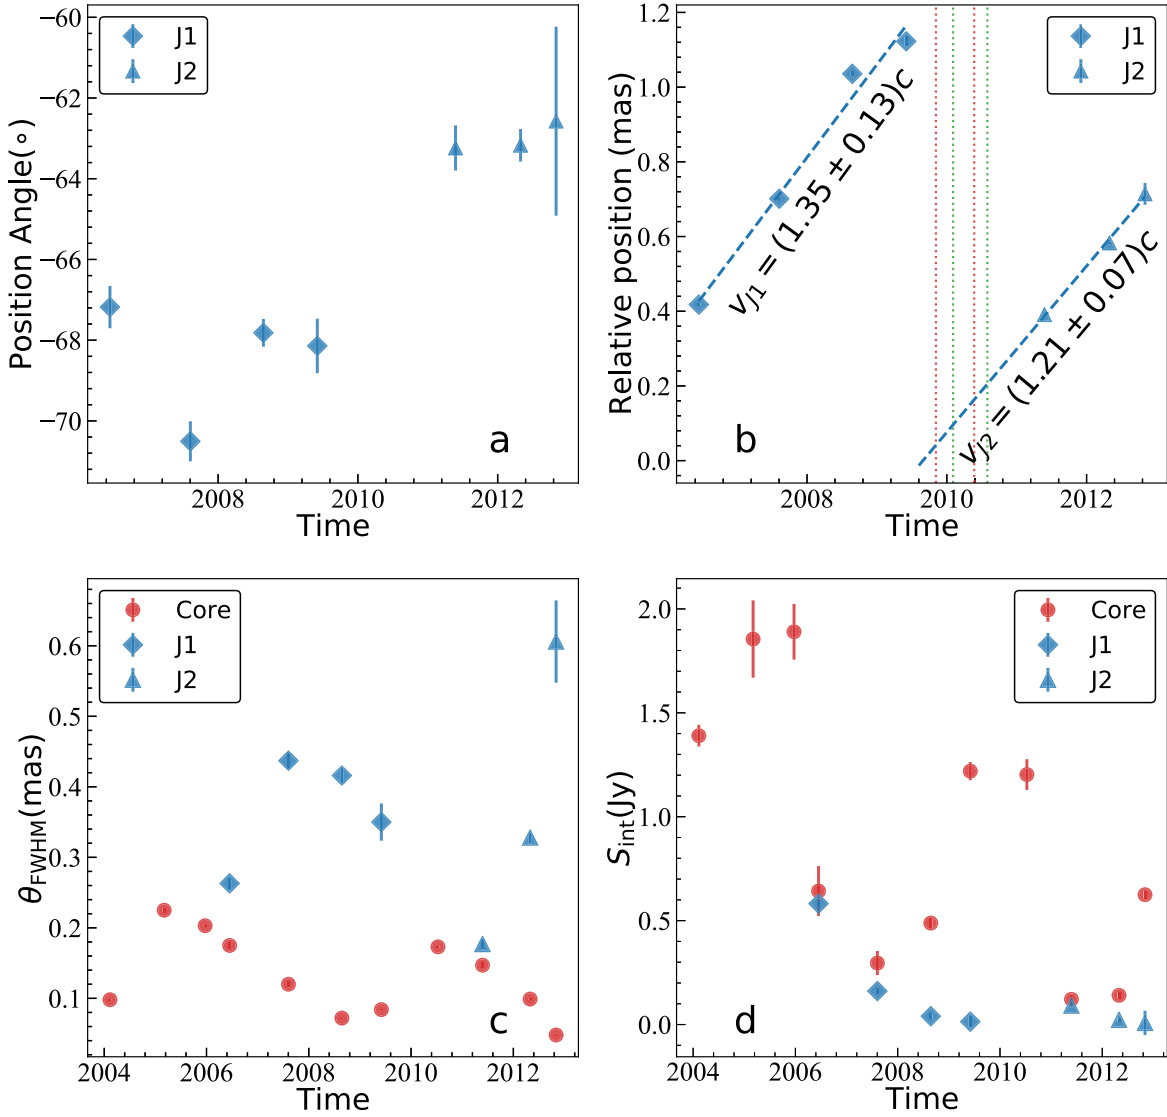 −60
−62
−64
−66
−68
−70
Position Angle(∘)
J1
J2
a
2008
2010
2012
Time
1.2
1.0
0.8
0.6
0.4
0.2
0.0
Relative position (mas)
J1
J2
v_J1 = (1.35 ± 0.13)c
v_J2 = (1.21 ± 0.07)c
b
2008
2010
2012
Time
0.6
0.5
0.4
0.3
0.2
0.1
θ_FWHM(mas)
Core
J1
J2
c
2004
2006
2008
2010
2012
Time
2.0
1.5
1.0
0.5
0.0
S_int(Jy)
Core
J1
J2
d
2004
2006
2008
2010
2012
Time